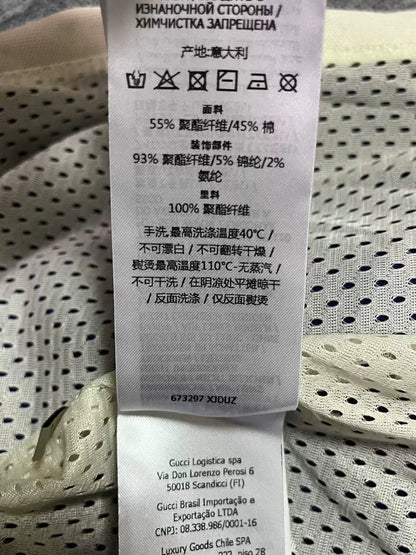 ИЗНАНОЧНОЙ СТОРОНЫ /
ХИМЧИСТКА ЗАПРЕЩЕНА
产地:意大利
面料
55% 聚酯纤维/45% 棉
装饰部件
93% 聚酯纤维/5% 锦纶/2%
氨纶
里料
100% 聚酯纤维
手洗,最高洗涤温度40℃ /
不可漂白 / 不可翻转干燥 /
熨烫最高温度110℃-无蒸汽 /
不可干洗 / 在阴凉处平摊晾干
/ 反面洗涤 / 仅反面熨烫
673297 XJDUZ
Gucci Logistica spa
Via Don Lorenzo Perosi 6
50018 Scandicci (FI)
Gucci Brasil Importação e
Exportação LTDA
CNPJ: 08.338.986/0001-16
Luxury Goods Chile SPA
piso 28